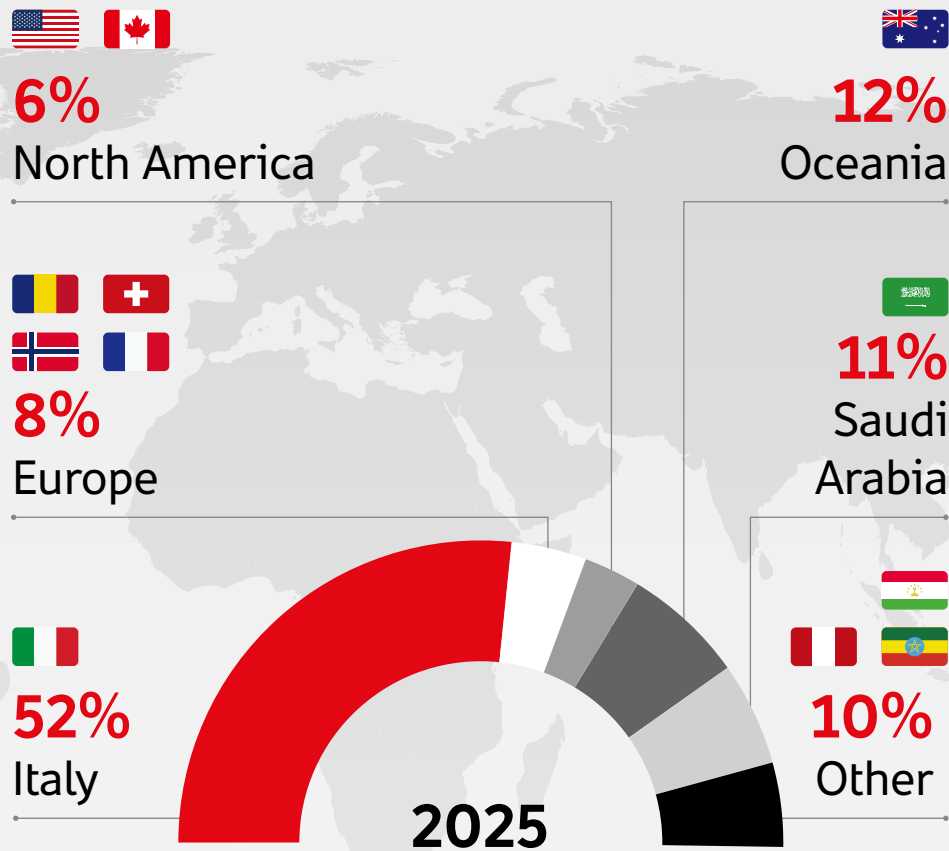 6%
North America
12%
Oceania
8%
Europe
11%
Saudi
Arabia
52%
Italy
10%
Other
2025